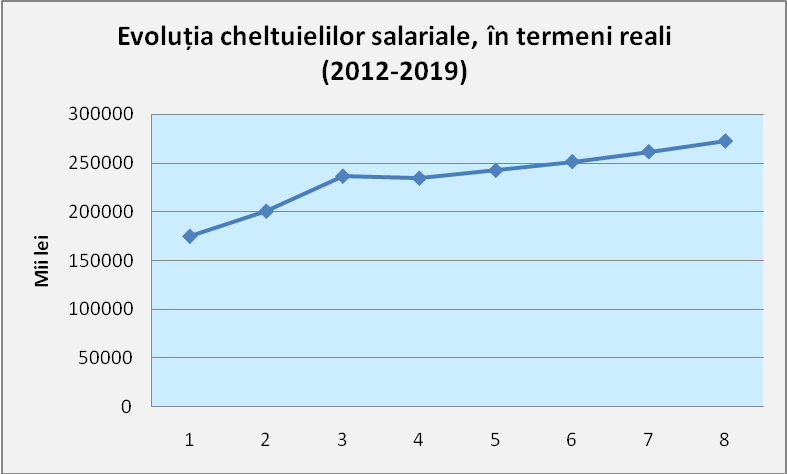 Evoluția cheltuielilor salariale, în termeni reali
(2012-2019)
300000
250000
200000
150000
100000
50000
0
Mii lei
1 2 3 4 5 6 7 8